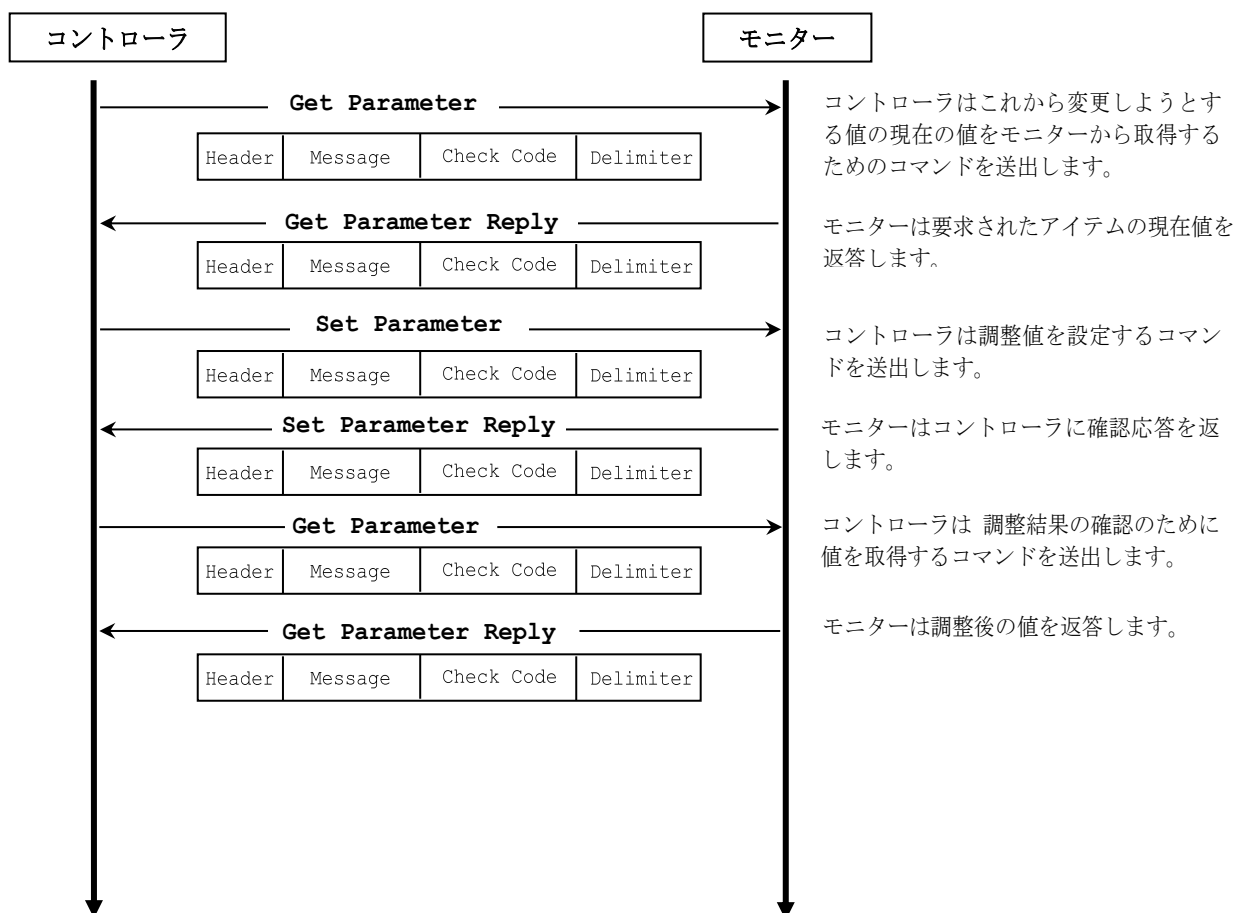 コントローラ
モニター
Get Parameter
コントローラはこれから変更しようとす
る値の現在の値をモニターから取得する
ためのコマンドを送出します。
Header Message Check Code Delimiter
Get Parameter Reply
モニターは要求されたアイテムの現在値を
返答します。
Header Message Check Code Delimiter
Set Parameter
コントローラは調整値を設定するコマン
ドを送出します。
Header Message Check Code Delimiter
Set Parameter Reply
モニターはコントローラに確認応答を返
します。
Header Message Check Code Delimiter
Get Parameter
コントローラは 調整結果の確認のために
値を取得するコマンドを送出します。
Header Message Check Code Delimiter
Get Parameter Reply
モニターは調整後の値を返答します。
Header Message Check Code Delimiter